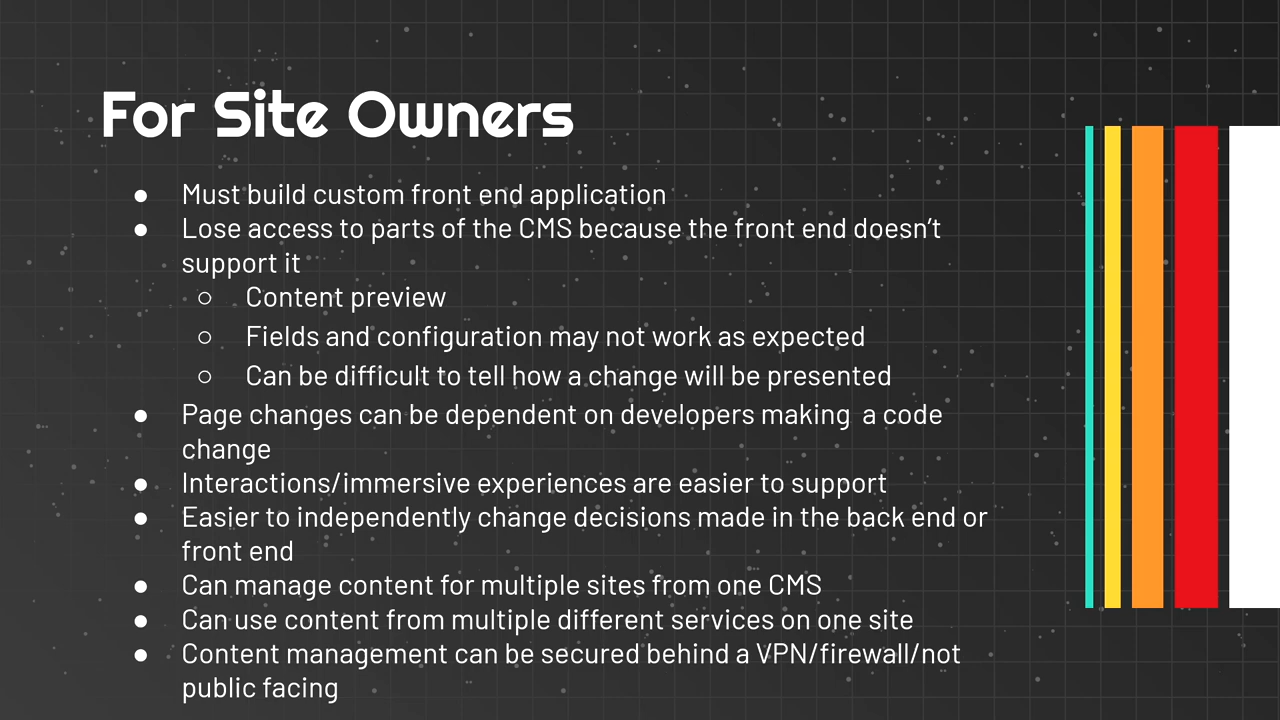 For Site Owners
● Must build custom front end application
● Lose access to parts of the CMS because the front end doesn’t
support it
○ Content preview
○ Fields and configuration may not work as expected
○ Can be difficult to tell how a change will be presented
● Page changes can be dependent on developers making  a code
change
● Interactions/immersive experiences are easier to support
● Easier to independently change decisions made in the back end or
front end
● Can manage content for multiple sites from one CMS
● Can use content from multiple different services on one site
● Content management can be secured behind a VPN/firewall/not
public facing